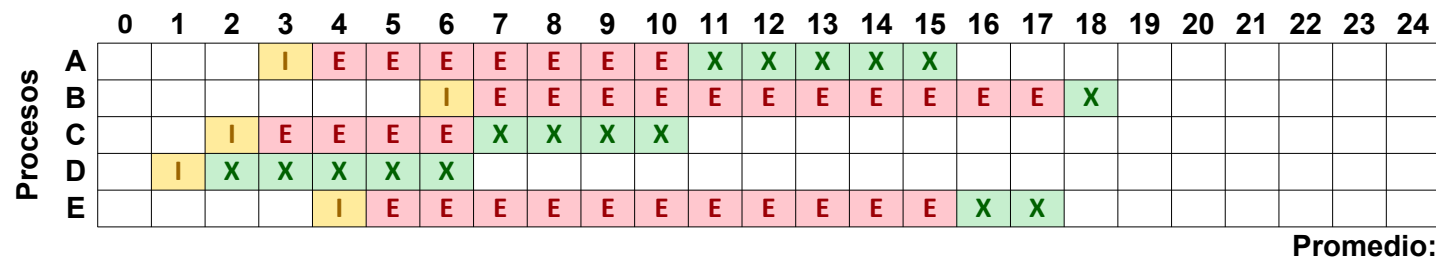 0 1 2 3 4 5 6 7 8 9 10 11 12 13 14 15 16 17 18 19 20 21 22 23 24
Procesos
A I E E E E E E E X X X X X
B I E E E E E E E E E E E X
C I E E E E X X X X
D I X X X X X
E I E E E E E E E E E E E X X
Promedio: